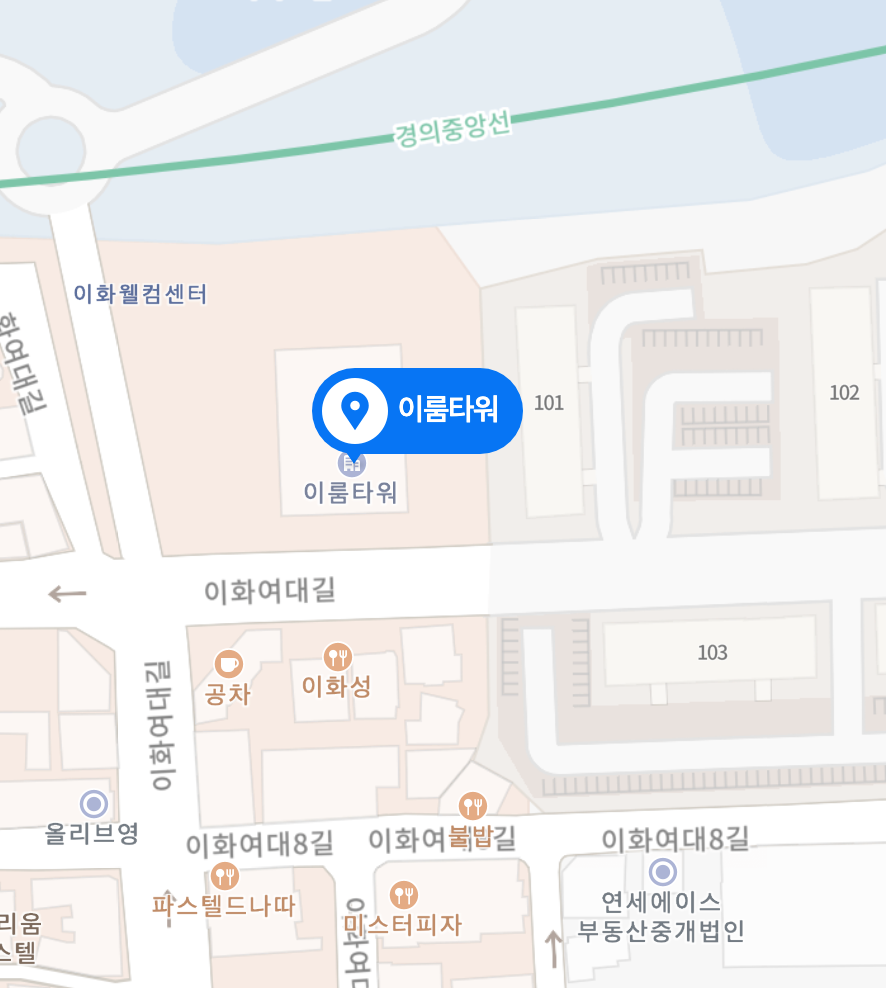 경의중앙선
이화웰컴센터
화여대길
이룸타워
101
102
이룸타워
이화여대길
103
공차
이화성
이화여대길
올리브영
이화여대8길
이화여
불밥
길
이화여대8길
파스텔드나따
미스터피자
연세에이스
부동산중개법인
리움
스텔
이화여대